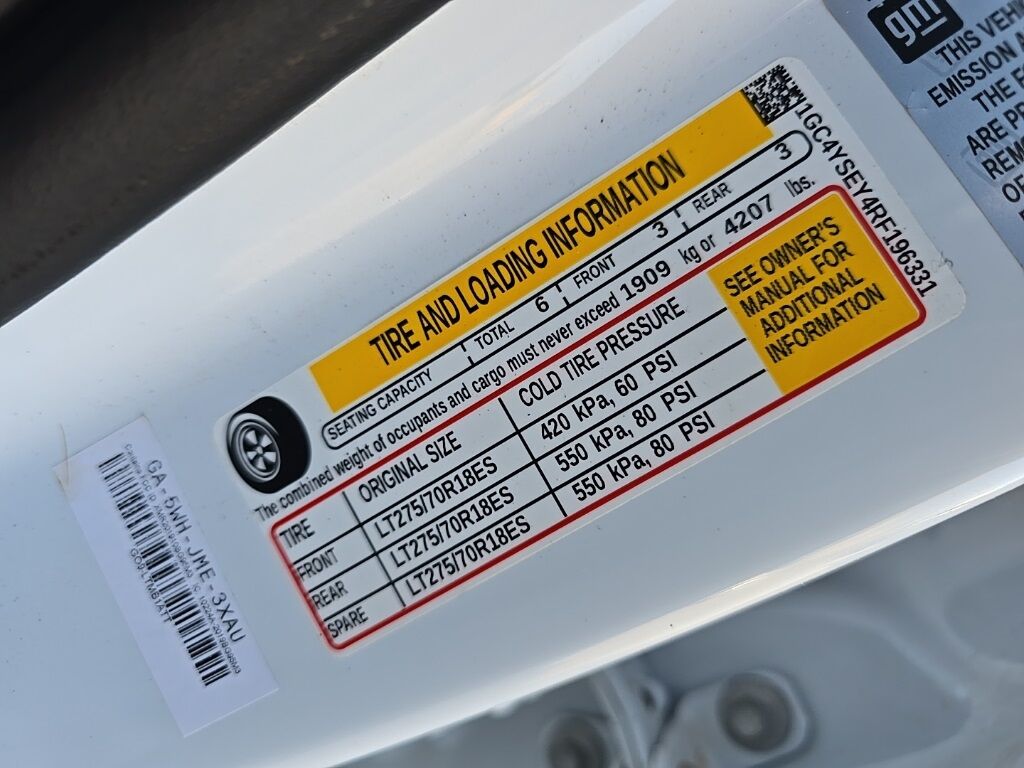 gm
THIS VEHI
EMISSION A
THE F
ARE P
REM
OF
1GC4YSEY4RF196331
TIRE AND LOADING INFORMATION
SEATING CAPACITY TOTAL 6 FRONT 3 REAR 3
The combined weight of occupants and cargo must never exceed 1909 kg or 4207 lbs.
TIRE ORIGINAL SIZE COLD TIRE PRESSURE
FRONT LT275/70R18ES 420 kPa, 60 PSI
REAR LT275/70R18ES 550 kPa, 80 PSI
SPARE LT275/70R18ES 550 kPa, 80 PSI
SEE OWNER'S
MANUAL FOR
ADDITIONAL
INFORMATION
GA - 5WH - JME - 3XAU